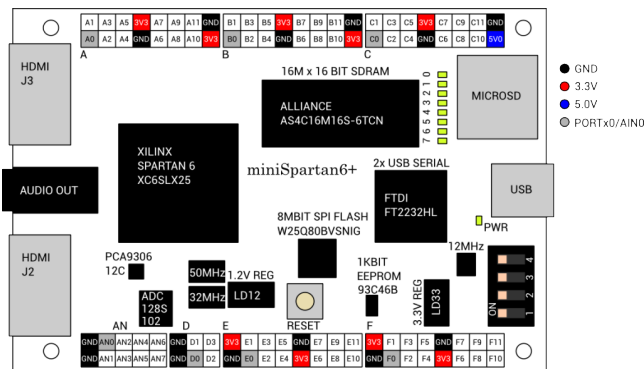 A1 A3 A5 3V3 A7 A9 A11 GND
A0 A2 A4 GND A6 A8 A10 3V3
A
B1 B3 B5 3V3 B7 B9 B11 GND
B0 B2 B4 GND B6 B8 B10 3V3
B
C1 C3 C5 3V3 C7 C9 C11 GND
C0 C2 C4 GND C6 C8 C10 5V0
C
GND
3.3V
5.0V
PORTx0/AIN0
HDMI
J3
16M x 16 BIT SDRAM
ALLIANCE
AS4C16M16S-6TCN
7 6 5 4 3 2 1 0
MICROSD
XILINX
SPARTAN 6
XC6SLX25
miniSpartan6+
2x USB SERIAL
FTDI
FT2232HL
AUDIO OUT
USB
PWR
8MBIT SPI FLASH
W25Q80BVSNIG
HDMI
J2
PCA9306
12C
50MHz
32MHz
1.2V REG
LD12
ADC
128S
102
RESET
1KBIT
EEPROM
93C46B
3.3V REG
LD33
12MHz
ON
1 2 3 4
AN
GND AN0 AN2 AN4 AN6
GND AN1 AN3 AN5 AN7
D
GND D1 D3
GND D0 D2
E
3V3 E1 E3 E5 GND E7 E9 E11
GND E0 E2 E4 3V3 E6 E8 E10
F
3V3 F1 F3 F5 GND F7 F9 F11
GND F0 F2 F4 3V3 F6 F8 F10